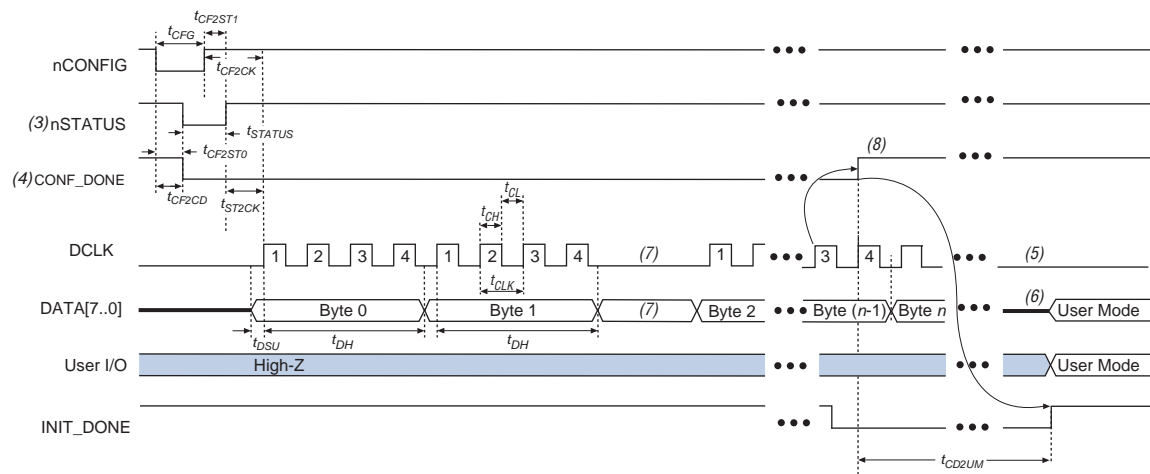 tCF2ST1
tCFG
nCONFIG
tCF2CK
(3) nSTATUS
tSTATUS
tCF2ST0
(8)
(4) CONF_DONE
tCF2CD
tST2CK
tCL
tCH
DCLK
1 2 3 4 1 2 3 4 (7) 1 3 4 (5)
tCLK
DATA[7..0] Byte 0 Byte 1 (7) Byte 2 Byte (n-1) Byte n (6) User Mode
tDSU tDH tDH
User I/O High-Z User Mode
INIT_DONE
tCD2UM